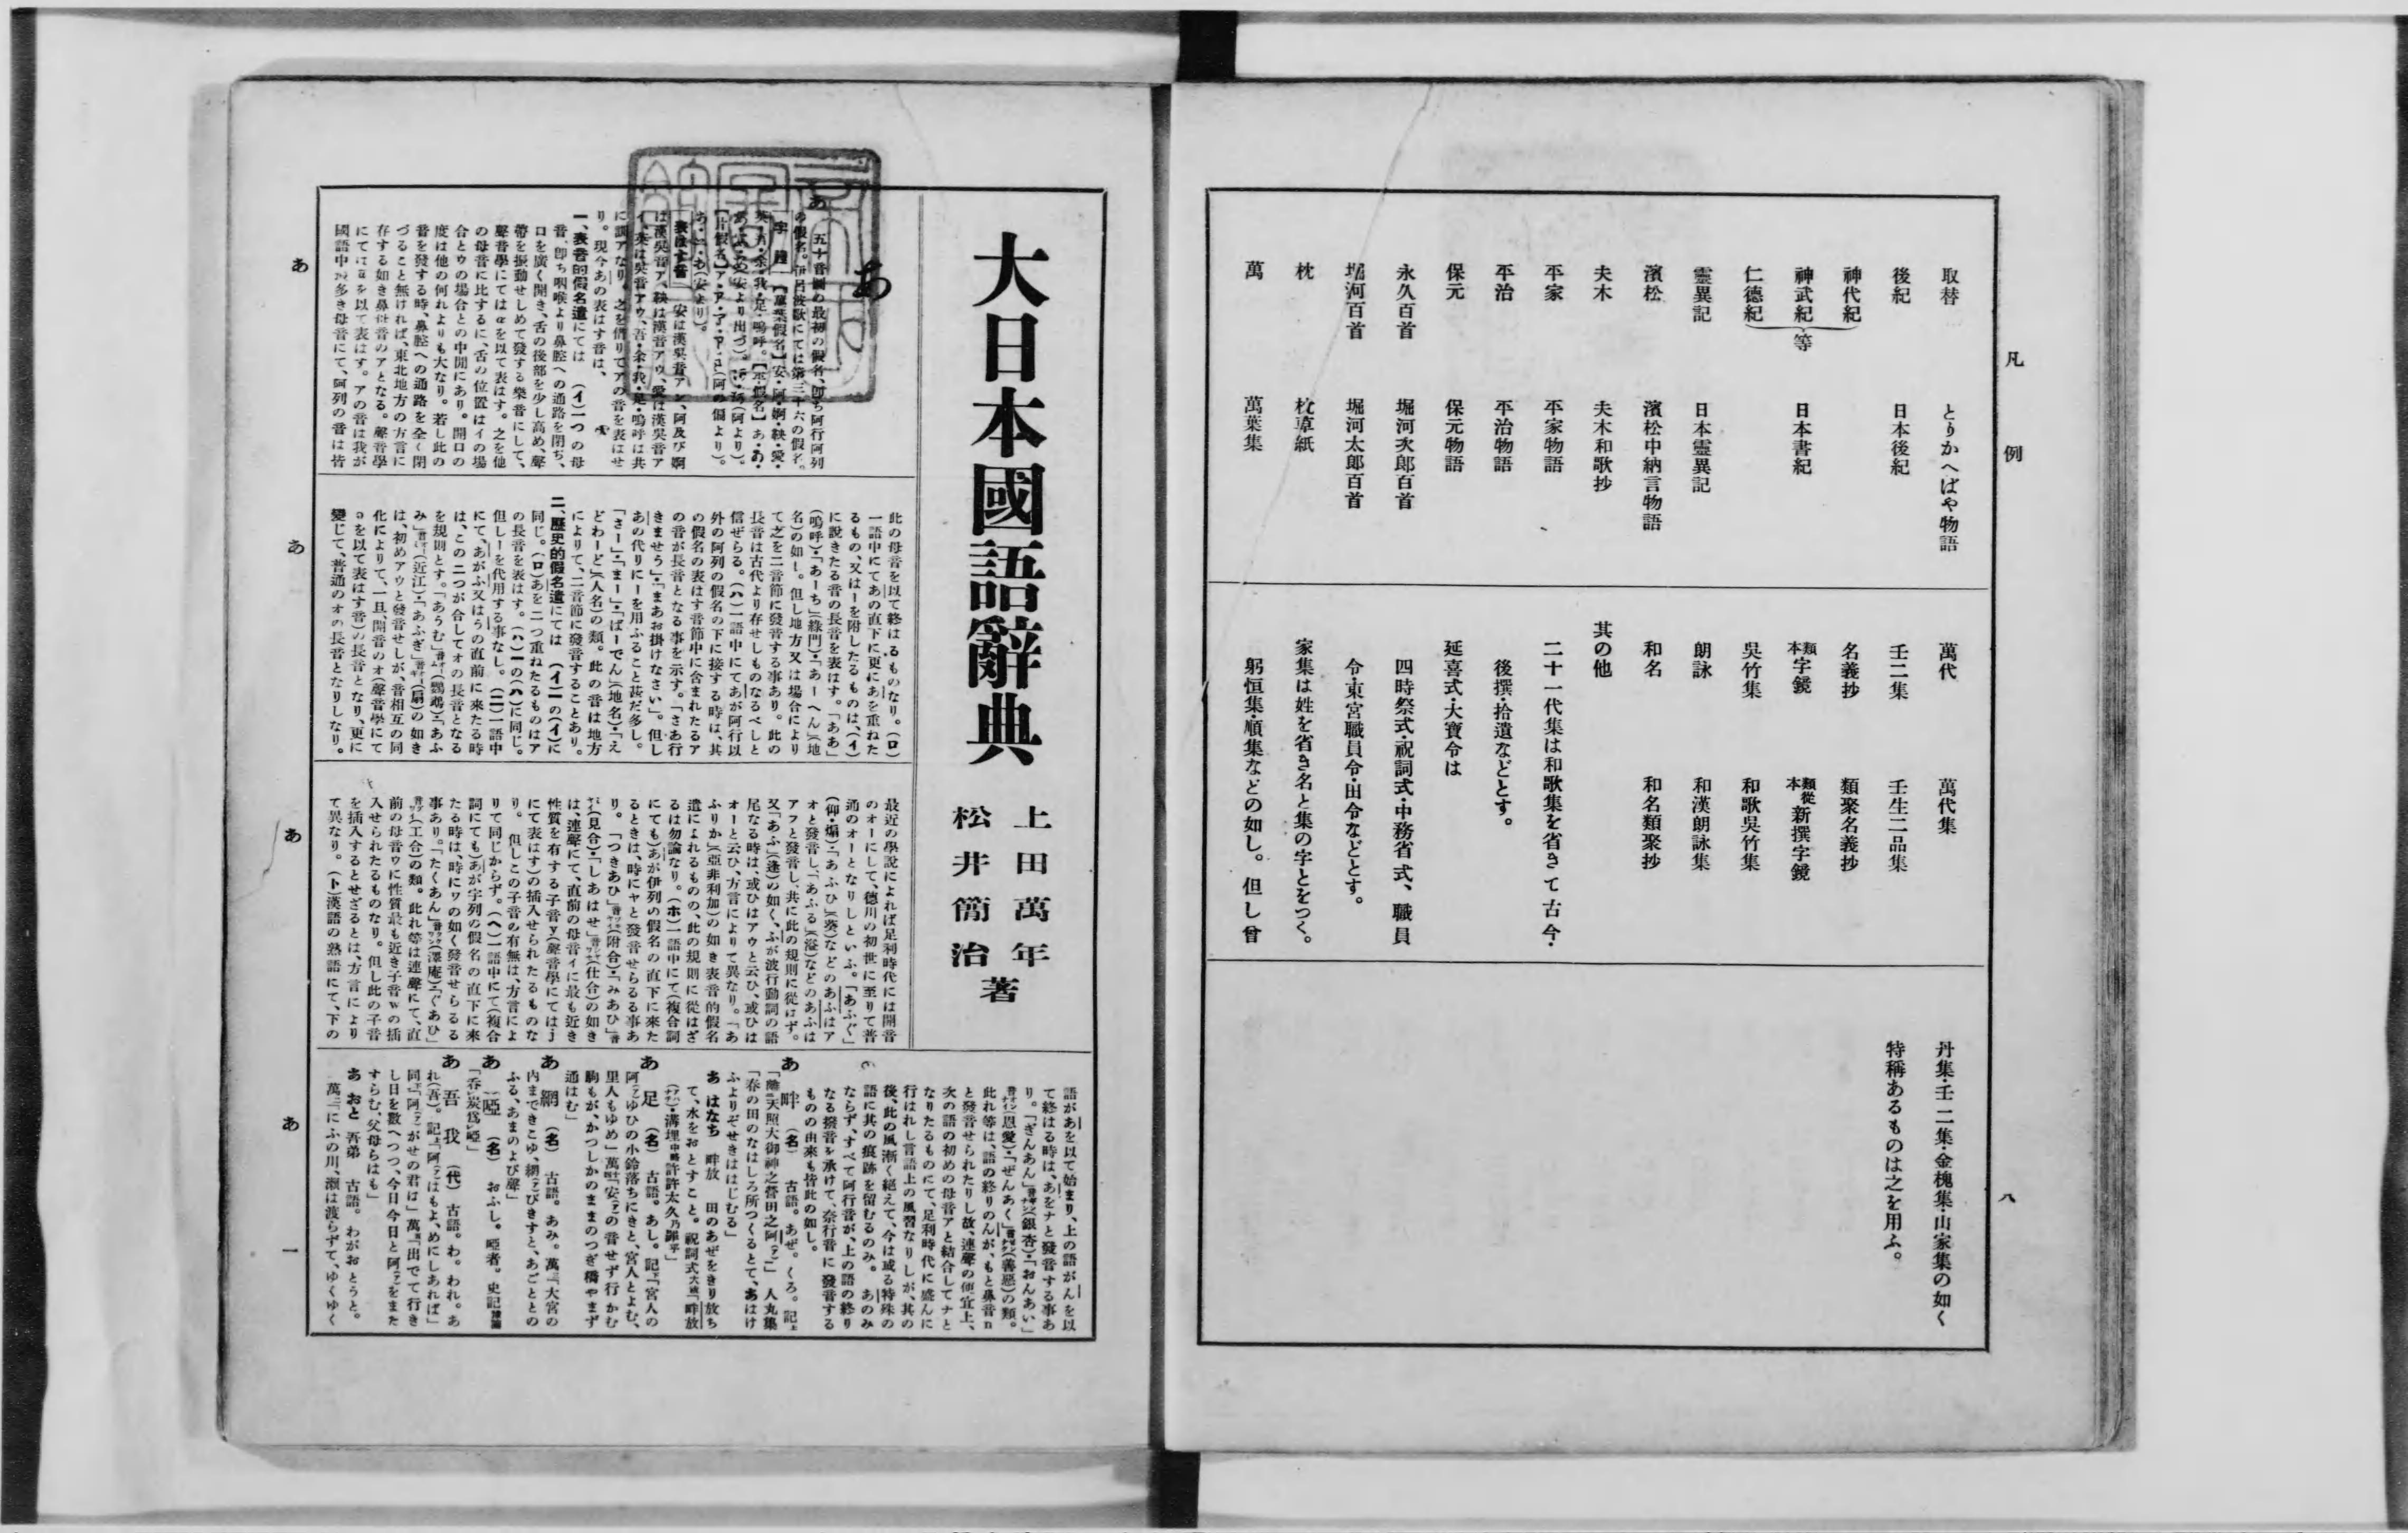 凡例
八
取替 とりかへばや物語
後紀 日本後紀
神代紀
神武紀 等 日本書紀
仁德紀
靈異記 日本靈異記
濱松 濱松中納言物語
夫木 夫木和歌抄
平家 平家物語
平治 平治物語
保元 保元物語
永久百首 堀河次郎百首
堀河百首 堀河太郎百首
枕 枕草紙
萬 萬葉集
萬代 萬代集
壬二集 壬生二品集
名義抄 類聚名義抄
類本字鏡 類從本新撰字鏡
吳竹集 和歌吳竹集
朗詠 和漢朗詠集
和名 和名類聚抄
其の他
二十一代集は和歌集を省きて古今・
後撰・拾遺などとす。
延喜式・大寶令は
四時祭式・祝詞式・中務省式、職員
令・東宮職員令・田令などとす。
家集は姓を省き名と集の字とをつく。
躬恒集・順集などの如し。但し曾
丹集・壬二集・金槐集・山家集の如く
特稱あるものは之を用ふ。
大日本國語辭典
上田萬年
松井簡治
著
あ
あ
五十音圖の最初の假名、卽ち阿行阿列
の假名。伊呂波歌にては第三十六の假名。
字體 【萬葉假名】安・阿・婀・鞅・愛・
英・吾・余・我・足・嗚呼。【平假名】あ・
(安より出づ)。(阿より)。
【片假名】ア・(阿の偏より)。
(安より)。
表はす音 安は漢吳音アン、阿及び婀
は漢吳音ア、鞅は漢音アウ、愛は漢吳音ア
イ、英は吳音アウ、吾・余・我・足・嗚呼は共
に訓アなり。之を借りてアの音を表はせ
り。現今あの表はす音は、
一、表音的假名遣にては (イ)一つの母
音、卽ち咽喉より鼻腔への通路を閉ぢ、
口を廣く開き、舌の後部を少し高め、聲
帶を振動せしめて發する樂音にして、
聲音學にてはaを以て表はす。之を他
の母音に比するに、舌の位置はイの場
合とウの場合との中間にあり。開口の
度は他の何れよりも大なり。若し此の
音を發する時、鼻腔への通路を全く閉
づること無ければ、東北地方の方言に
存する如き鼻母音のアとなる。聲音學
にてはãを以て表はす。アの音は我が
國語中最多き母音にて、阿列の音は皆
此の母音を以て終はるものなり。(ロ)
一語中にてあの直下に更にあを重ねた
るもの、又はーを附したるものは、(イ)
に說きたる音の長音を表はす。「ああ」
(嗚呼)・「あーち」(綠門)・「あーへん」(地
名)の如し。但し地方又は場合により
て之を二音節に發音する事あり。此の
長音は古代より存せしものなるべしと
信ぜらる。(ハ)一語中にてあが阿行以
外の阿列の假名の下に接する時は、其
の假名の表はす音節中に含まれたるア
の音が長音となる事を示す。「さあ行
きませう」・「まあお掛けなさい」。但し
あの代りにーを用ふること甚だ多し。
「さー」・「まー」・「ばーでん」(地名)・「え
どわーど」(人名)の類。此の音は地方
によりて、二音節に發音することあり。
二、歷史的假名遣にては (イ)一の(イ)に
同じ。(ロ)あを二つ重ねたるものはア
の長音を表はす。(ハ)一の(ハ)に同じ。
但しーを代用する事なし。(ニ)一語中
にて、あがふ又はうの直前に來たる時
は、この二つが合してオの長音となる
を規則とす。「あうむ」(鸚鵡)・「あふ
み」(近江)・「あふぎ」(扇)の如き
は、初めアウと發音せしが、音相互の同
化によりて、一旦、開音のオ(聲音學にて
ɔを以て表はす音)の長音となり、更に
變じて、普通のオの長音となりしなり。
最近の學說によれば足利時代には開音
のオーにして、德川の初世に至りて普
通のオーとなりしといふ。「あふぐ」
(仰・煽)・「あふひ」(葵)などのあふはア
オと發音し、「あふる」(溢)などのあふは
アフと發音し、共に此の規則に從はず。
又「あふ」(逢)の如く、ふが波行動詞の語
尾なる時は、或ひはアウと云ひ、或ひは
オーと云ひ、方言によりて異なり。「あ
ふりか」(亞非利加)の如き表音的假名
遣によれるものの、此の規則に從はざ
るは勿論なり。(ホ)一語中にて(複合詞
にても)あが伊列の假名の直下に來た
るときは、時にヤと發音せらるる事あ
り。「つきあひ」(附合)・「みあひ」
(見合)・「しあはせ」(仕合)の如き
は、連聲にて、直前の母音イに最も近き
性質を有する子音y(聲音學にてはj
にて表はす)の插入せられたるものな
り。但しこの子音の有無は方言によ
りて同じからず。(ヘ)一語中にて(複合
詞にても)あが字列の假名の直下に來
たる時は、時にワの如く發音せらるる
事あり。「たくあん」(澤庵)・「ぐあひ」
(工合)の類。此れ等は連聲にて、直
前の母音ウに性質最も近き子音wの插
入せられたるものなり。但し此の子音
を插入するとせざるとは、方言により
て異なり。(ト)漢語の熟語にて、下の
語があを以て始まり、上の語がんを以
て終はる時は、あをナと發音する事あ
り。「ぎんあん」(銀杏)・「おんあい」
(恩愛)・「ぜんあく」(善惡)の類。
此れ等は、語の終りのんが、もと鼻音n
と發音せられたりし故、連聲の便宜上、
次の語の初めの母音アと結合してナと
なりたるものにて、足利時代に盛んに
行はれし言語上の風習なりしが、其の
後、此の風漸く絕えて、今は或る特殊の
語に其の痕跡を留むるのみ。あのみ
ならず、すべて阿行音が、上の語の終り
なる撥音を承けて、奈行音に發音する
ものの由來も皆此の如し。
あ 畔 (名) 古語。あぜ。くろ。記上
「離天照大御神之營田之阿」 人丸集
「春の田のなはしろ所つくるとて、あはけ
ふよりぞせきはじむる」
あ はなち 畔放 田のあぜをきり放ち
て、水をおとすこと。祝詞式大祓「畔放
・溝埋許許太久乃罪乎」
あ 足 (名) 古語。あし。記下「宮人の
阿ゆひの小鈴落ちにきと、宮人とよむ、
里人もゆめ」萬「安の音せず行かむ
駒もが、かつしかのままのつぎ橋やまず
通はむ」
あ 網 (名) 古語。あみ。萬三「大宮の
內まできこゆ、網びきすと、あごととの
ふる、あまのよび聲」
あ 啞 (名) おふし。啞者。史記
「呑炭爲啞」
あ 吾 我 (代) 古語。わ。われ。あ
れ(吾)。記上「阿はもよ、めにしあれば」
同「阿がせの君は」萬「出でて行き
し日を數へつつ、今日今日と阿をまた
すらむ、父母らはも」
あ おと 吾弟 古語。わがおとうと。
萬「にふの川、瀨は渡らずて、ゆくゆく
あ
あ
あ
あ
一